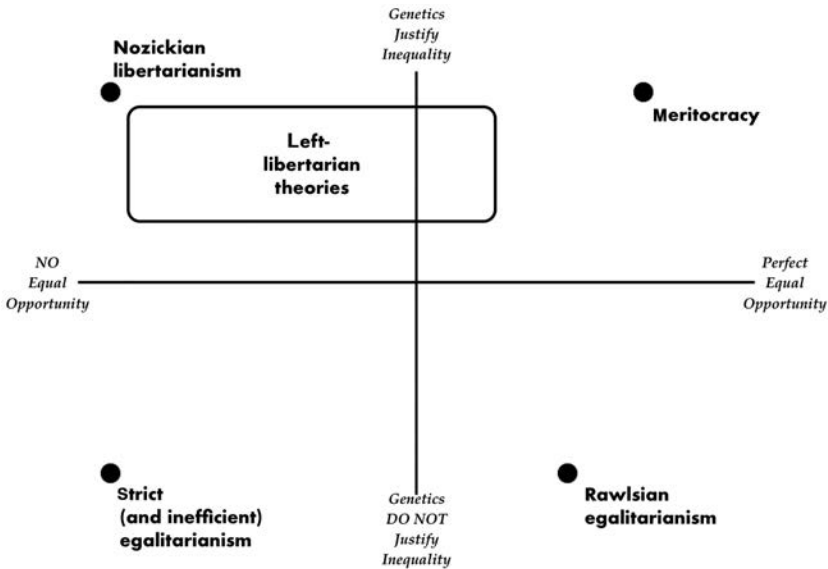 Genetics
Justify
Inequality
Nozickian
libertarianism
Meritocracy
Left-
libertarian
theories
NO
Equal
Opportunity
Perfect
Equal
Opportunity
Strict
(and inefficient)
egalitarianism
Genetics
DO NOT
Justify
Inequality
Rawlsian
egalitarianism